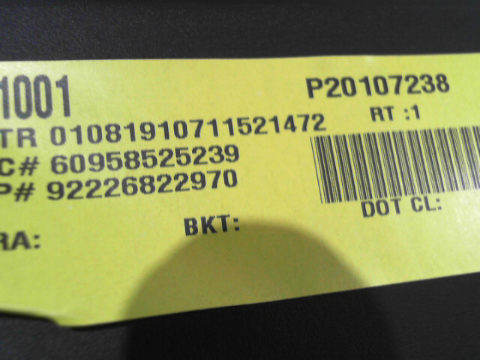 1001 P20107238
TR 01081910711521472 RT :1
C# 60958525239
P# 92226822970
DOT CL:
RA: BKT: